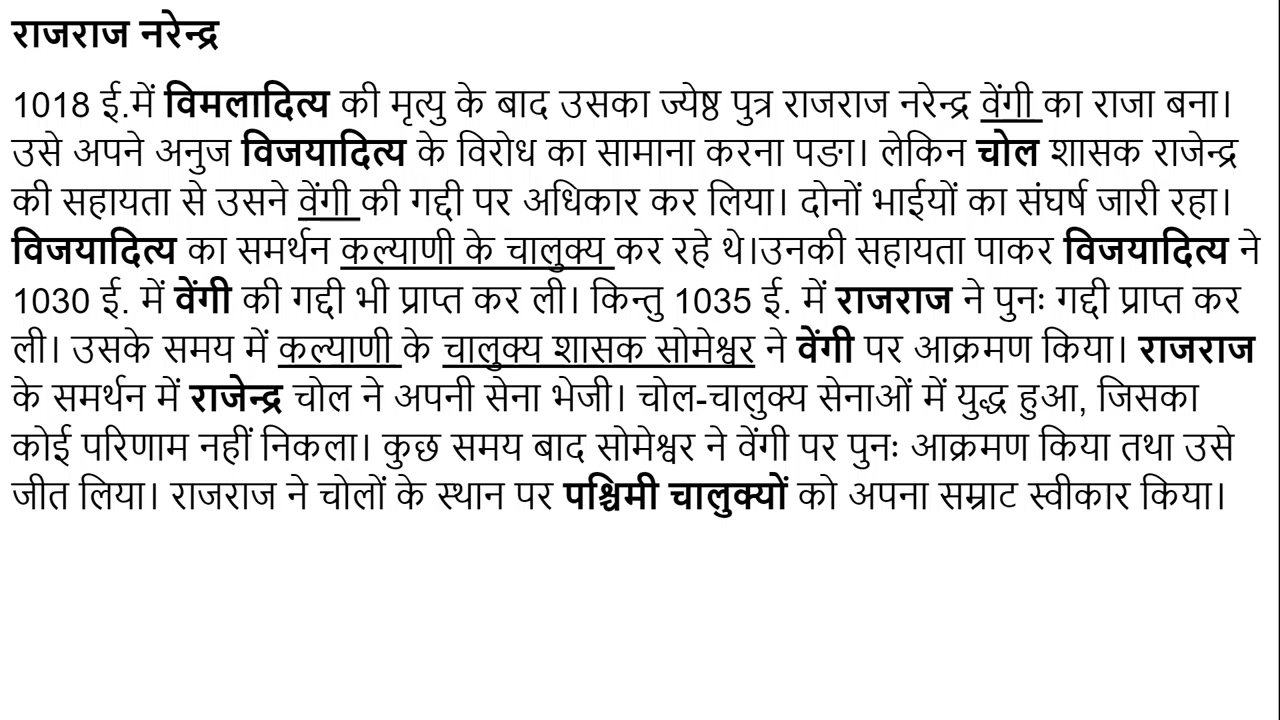 राजराज नरेन्द्र
1018 ई.में विमलादित्य की मृत्यु के बाद उसका ज्येष्ठ पुत्र राजराज नरेन्द्र वेंगी का राजा बना।
उसे अपने अनुज विजयादित्य के विरोध का सामाना करना पङा। लेकिन चोल शासक राजेन्द्र
की सहायता से उसने वेंगी की गद्दी पर अधिकार कर लिया। दोनों भाईयों का संघर्ष जारी रहा।
विजयादित्य का समर्थन कल्याणी के चालुक्य कर रहे थे।उनकी सहायता पाकर विजयादित्य ने
1030 ई. में वेंगी की गद्दी भी प्राप्त कर ली। किन्तु 1035 ई. में राजराज ने पुनः गद्दी प्राप्त कर
ली। उसके समय में कल्याणी के चालुक्य शासक सोमेश्वर ने वेंगी पर आक्रमण किया। राजराज
के समर्थन में राजेन्द्र चोल ने अपनी सेना भेजी। चोल-चालुक्य सेनाओं में युद्ध हुआ, जिसका
कोई परिणाम नहीं निकला। कुछ समय बाद सोमेश्वर ने वेंगी पर पुनः आक्रमण किया तथा उसे
जीत लिया। राजराज ने चोलों के स्थान पर पश्चिमी चालुक्यों को अपना सम्राट स्वीकार किया।